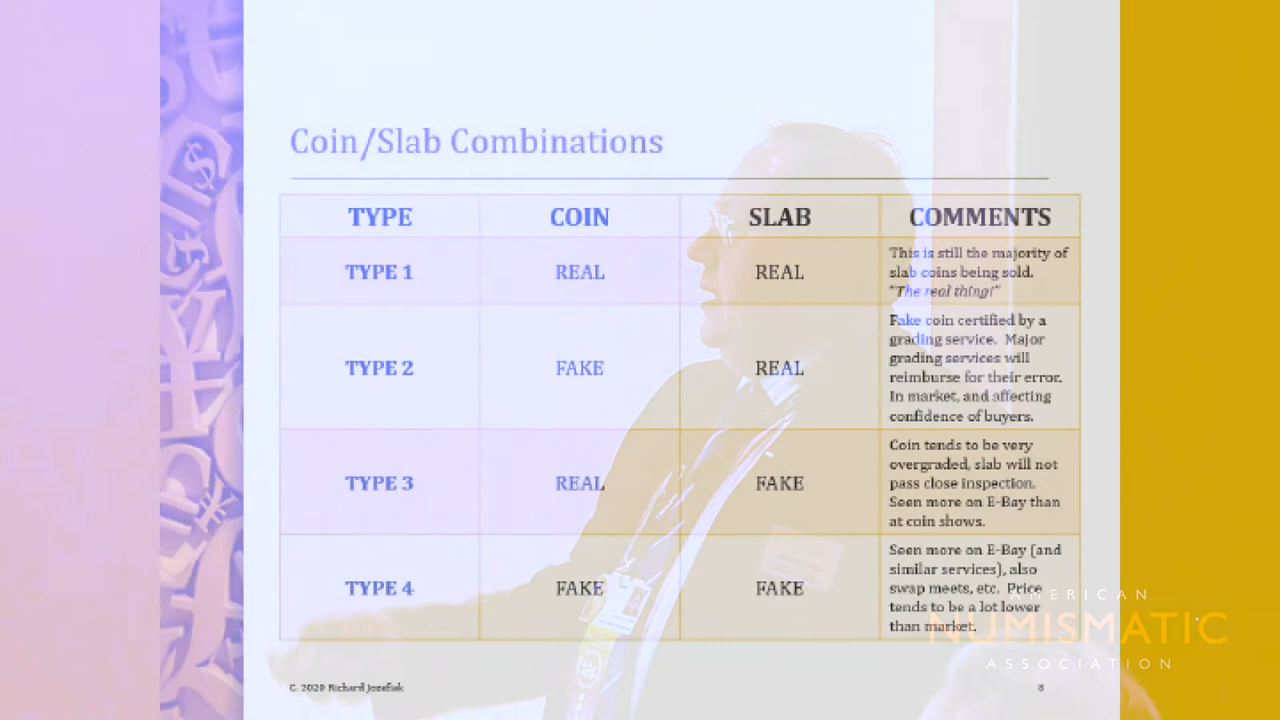 Coin/Slab Combinations
TYPE COIN SLAB COMMENTS
TYPE 1 REAL REAL
This is still the majority of
slab coins being sold.
"The real thing!"
TYPE 2 FAKE REAL
Fake coin certified by a
grading service. Major
grading services will
reimburse for their error.
In market, and affecting
confidence of buyers.
TYPE 3 REAL FAKE
Coin tends to be very
overgraded, slab will not
pass close inspection.
Seen more on E-Bay than
at coin shows.
TYPE 4 FAKE FAKE
Seen more on E-Bay (and
similar services), also
swap meets, etc. Price
tends to be a lot lower
than market.
AMERICAN
NUMISMATIC
ASSOCIATION
C. 2020 Richard Jozefiak
8